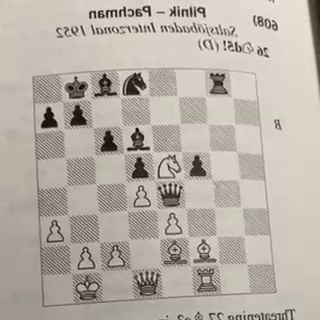 (608)
Pilnik – Pachman
Saltsjöbaden Interzonal 1952
26 ♘d5! (D)
B
Threatening 27